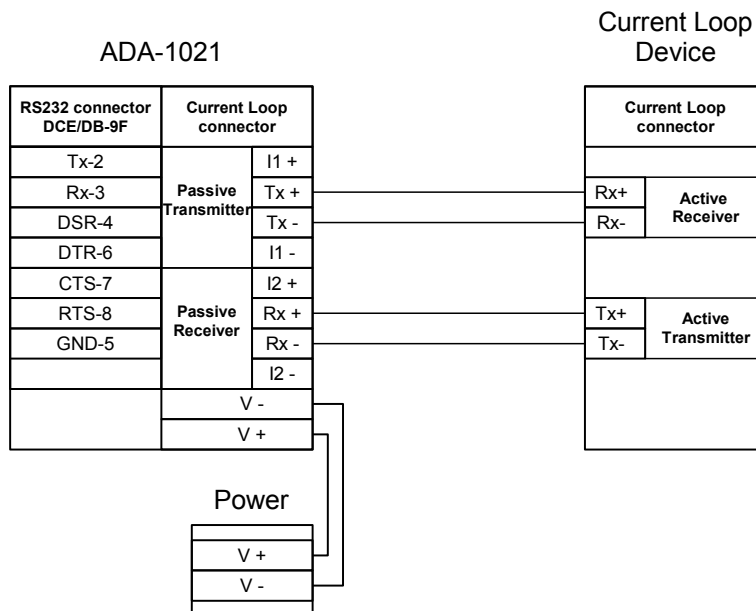 ADA-1021
Current Loop
Device
RS232 connector
DCE/DB-9F
Current Loop
connector
Tx-2
Rx-3
DSR-4
DTR-6
CTS-7
RTS-8
GND-5
Passive
Transmitter
I1 +
Tx +
Tx -
I1 -
Passive
Receiver
I2 +
Rx +
Rx -
I2 -
V -
V +
Current Loop
connector
Rx+
Rx-
Active
Receiver
Tx+
Tx-
Active
Transmitter
Power
V +
V -